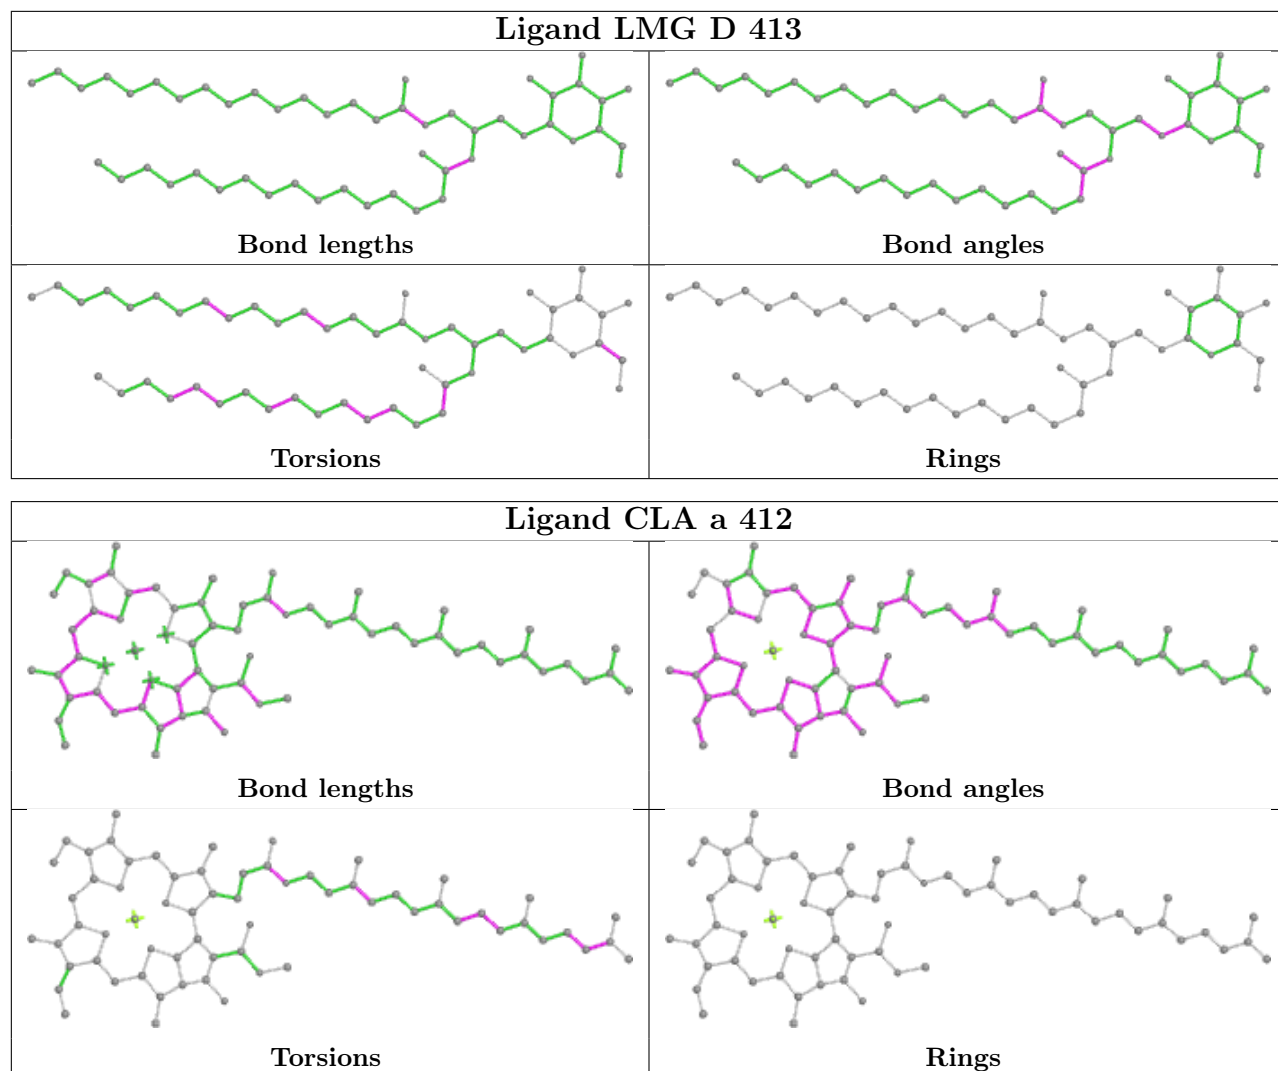 Ligand LMG D 413
Bond lengths
Bond angles
Torsions
Rings
Ligand CLA a 412
Bond lengths
Bond angles
Torsions
Rings